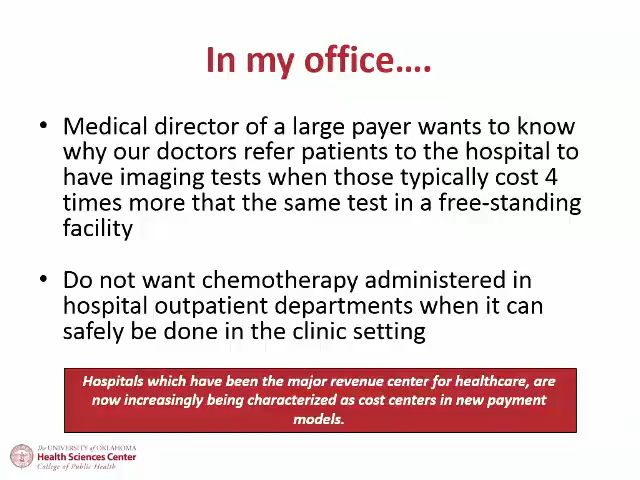 In my office….
• Medical director of a large payer wants to know
why our doctors refer patients to the hospital to
have imaging tests when those typically cost 4
times more that the same test in a free-standing
facility
• Do not want chemotherapy administered in
hospital outpatient departments when it can
safely be done in the clinic setting
Hospitals which have been the major revenue center for healthcare, are
now increasingly being characterized as cost centers in new payment
models.
The UNIVERSITY of OKLAHOMA
Health Sciences Center
College of Public Health